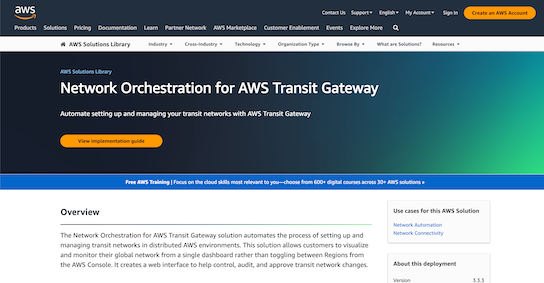 aws
Contact Us Support English My Account Sign In Create an AWS Account
Products Solutions Pricing Documentation Learn Partner Network AWS Marketplace Customer Enablement Events Explore More
AWS Solutions Library Industry Cross-Industry Technology Organization Type Browse By What are Solutions? Resources
AWS Solutions Library
Network Orchestration for AWS Transit Gateway
Automate setting up and managing your transit networks with AWS Transit Gateway
View implementation guide
Free AWS Training | Focus on the cloud skills most relevant to you—choose from 600+ digital courses across 30+ AWS solutions »
Overview
The Network Orchestration for AWS Transit Gateway solution automates the process of setting up and
managing transit networks in distributed AWS environments. This solution allows customers to visualize
and monitor their global network from a single dashboard rather than toggling between Regions from
the AWS Console. It creates a web interface to help control, audit, and approve transit network changes.
Use cases for this AWS Solution
Network Automation
Network Connectivity
About this deployment
Version 3.3.3